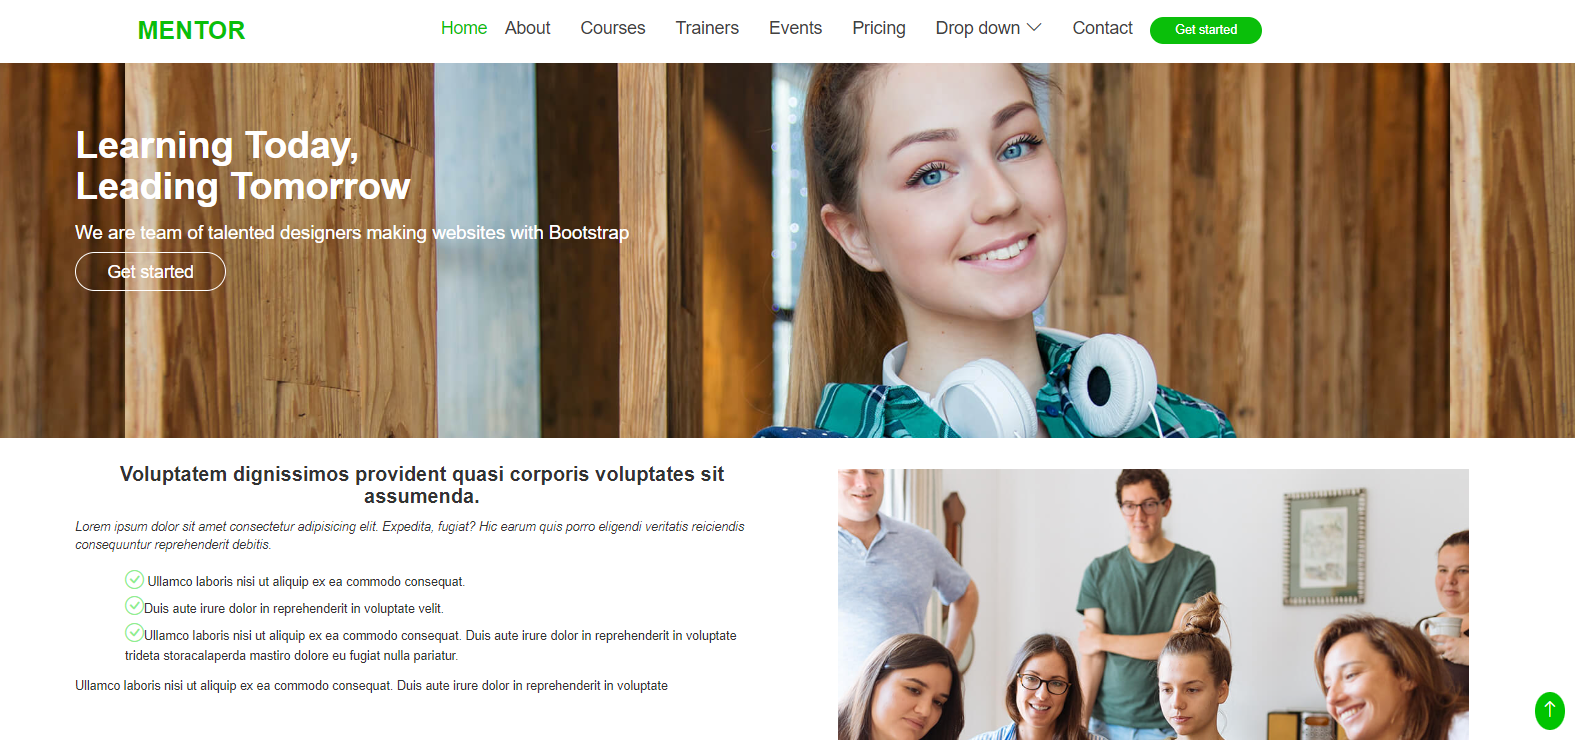 MENTOR
Home About Courses Trainers Events Pricing Drop down Contact Get started
Learning Today,
Leading Tomorrow
We are team of talented designers making websites with Bootstrap
Get started
Voluptatem dignissimos provident quasi corporis voluptates sit
assumenda.
Lorem ipsum dolor sit amet consectetur adipisicing elit. Expedita, fugiat? Hic earum quis porro eligendi veritatis reiciendis
consequuntur reprehenderit debitis.
Ullamco laboris nisi ut aliquip ex ea commodo consequat.
Duis aute irure dolor in reprehenderit in voluptate velit.
Ullamco laboris nisi ut aliquip ex ea commodo consequat. Duis aute irure dolor in reprehenderit in voluptate
trideta storacalaperda mastiro dolore eu fugiat nulla pariatur.
Ullamco laboris nisi ut aliquip ex ea commodo consequat. Duis aute irure dolor in reprehenderit in voluptate